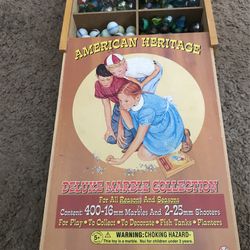 AMERICAN HERITAGE
DELUXE MARBLE COLLECTION
For All Reasons And Seasons
Content: 400-16mm Marbles And 2-25mm Shooters
For Play • To Collect • To Decorate • Fish Tanks • Planters
WARNING: CHOKING HAZARD-
This toy is a marble. Not for children under 3 years.